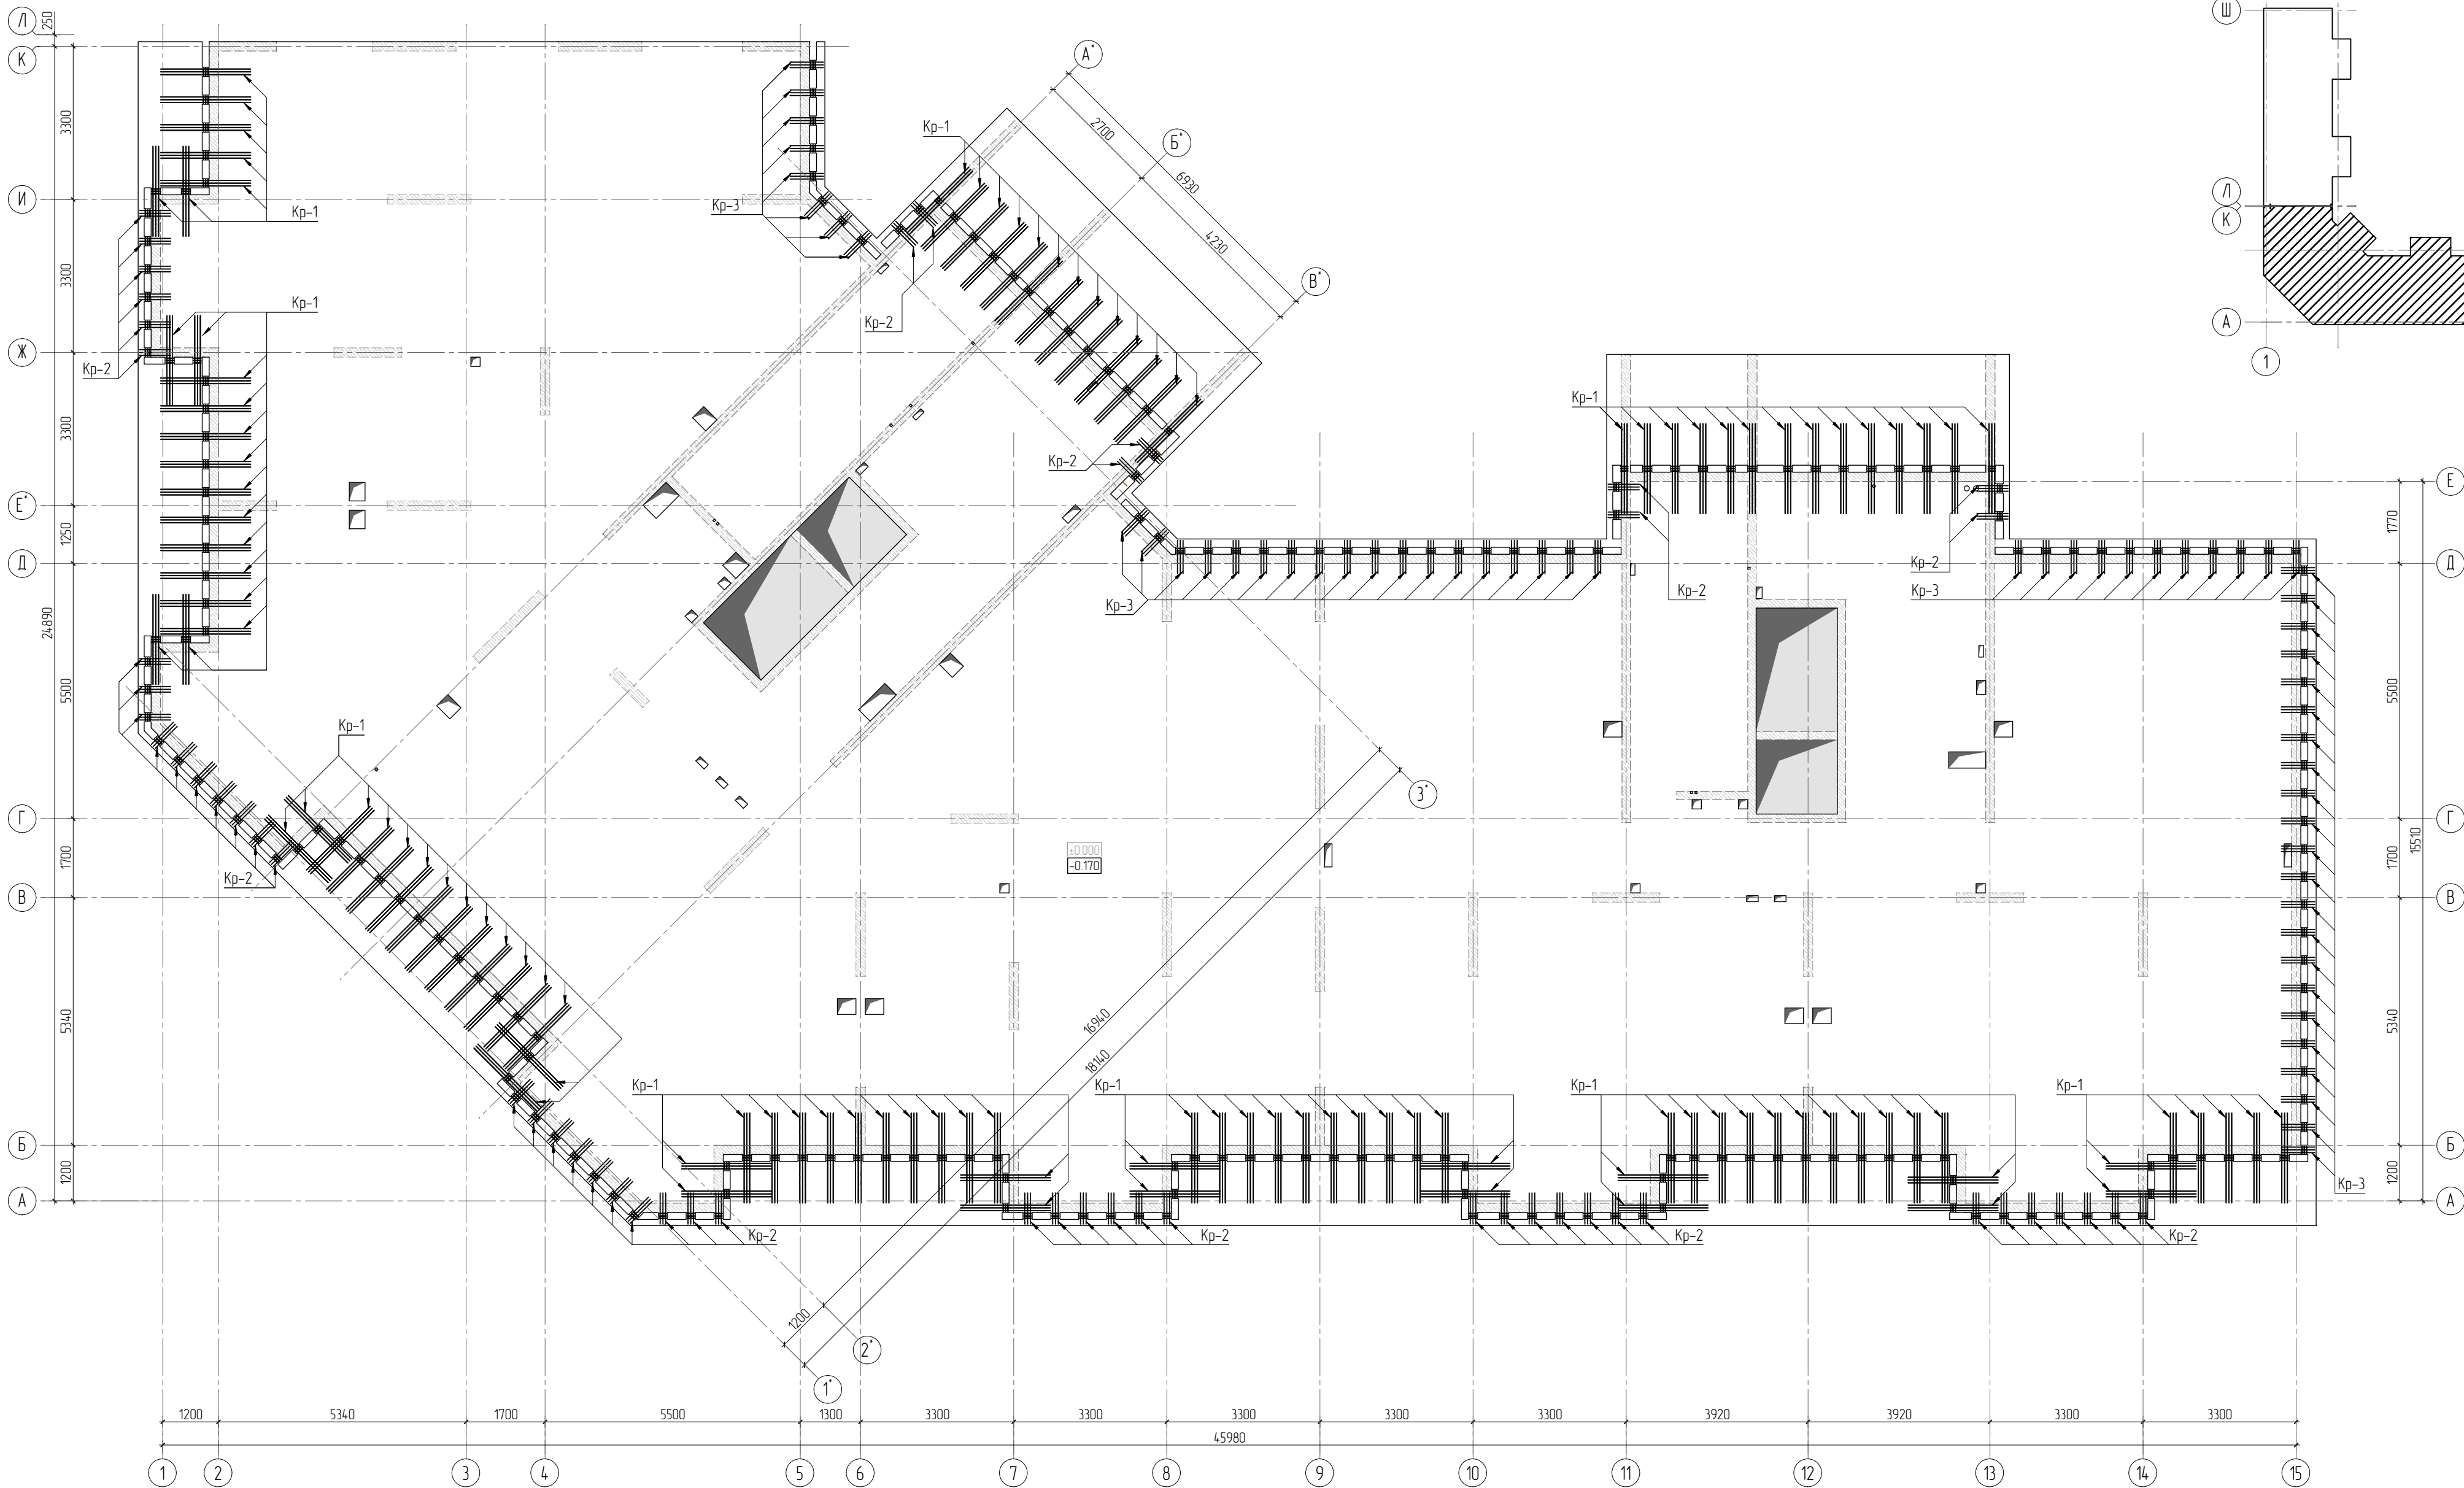 Л
250
К
А*
Ш
3300
Кр-1
2700
Б*
6930
И
Кр-1
Кр-3
Л
К
4230
3300
В*
Кр-1
Кр-2
А
Ж
Кр-2
1
3300
Кр-1
Кр-2
Е*
Е
1250
1770
Д
Кр-2
Д
24890
Кр-3
Кр-2
Кр-3
5500
5500
Кр-1
3*
Г
Г
1700
±0.000
-0.170
1700
15510
Кр-2
В
В
5340
16940
5340
18140
Кр-1
Кр-1
Кр-1
Кр-1
Б
Б
1200
Кр-3
1200
А
А
Кр-2
Кр-2
Кр-2
Кр-2
1200
2*
1*
1200
5340
1700
5500
1300
3300
3300
3300
3300
3300
3920
3920
3300
3300
45980
1
2
3
4
5
6
7
8
9
10
11
12
13
14
15